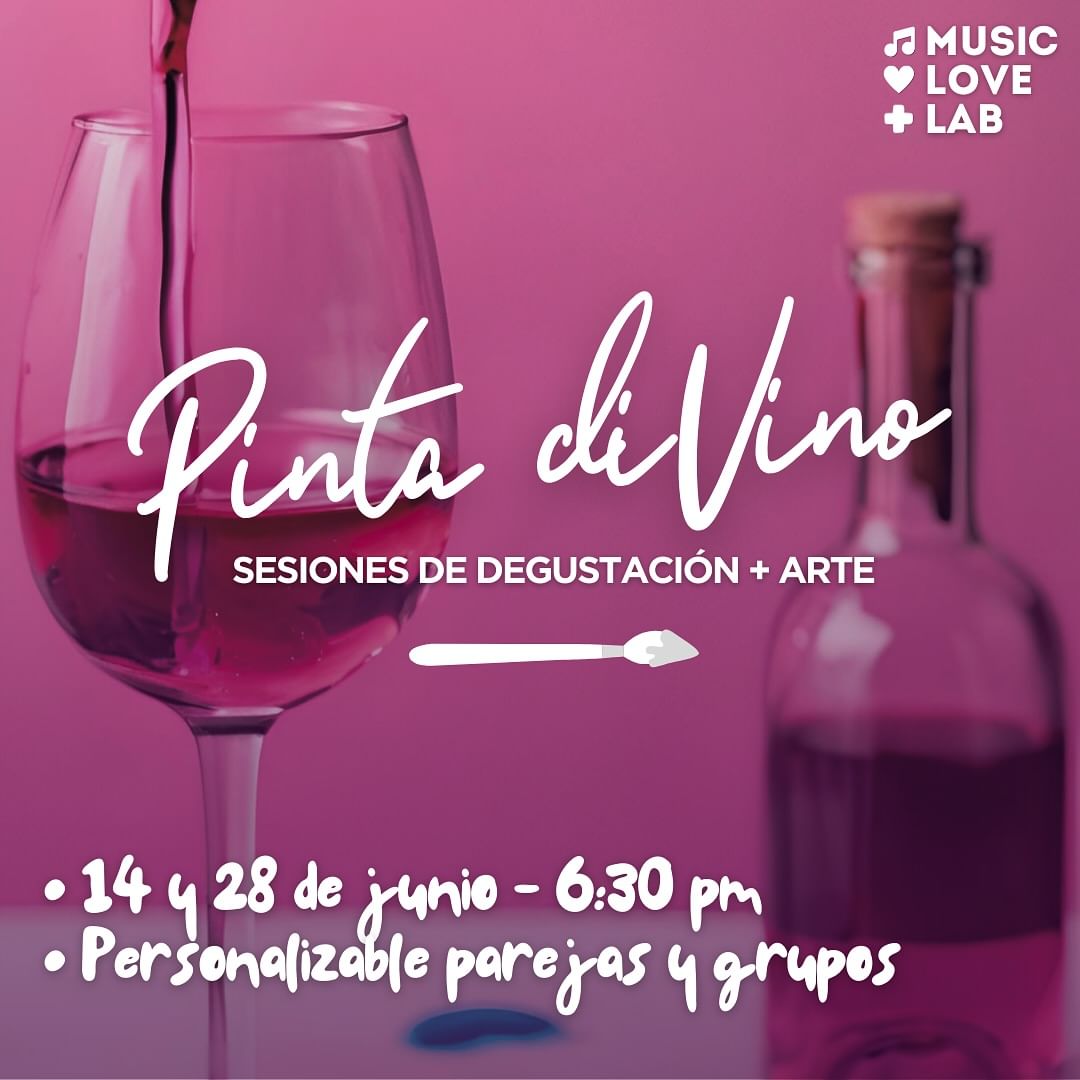 MUSIC
LOVE
LAB
Pinta diVino
SESIONES DE DEGUSTACIÓN + ARTE
• 14 y 28 de junio - 6:30 pm
• Personalizable parejas y grupos